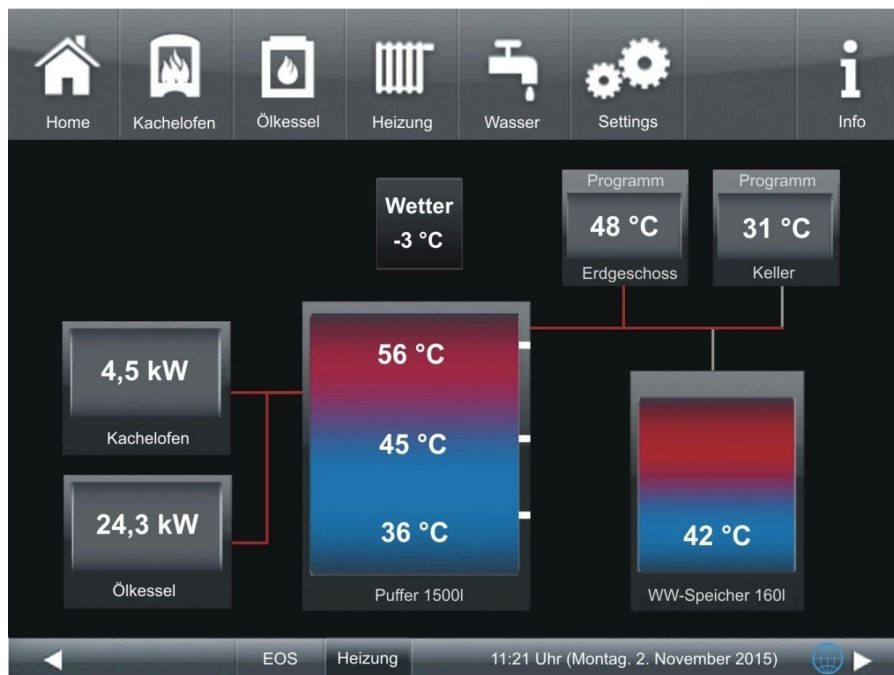 Home
Kachelofen
Ölkessel
Heizung
Wasser
Settings
Info
Wetter
-3 °C
Programm
48 °C
Erdgeschoss
Programm
31 °C
Keller
4,5 kW
Kachelofen
24,3 kW
Ölkessel
56 °C
45 °C
36 °C
Puffer 1500l
42 °C
WW-Speicher 160l
EOS
Heizung
11:21 Uhr (Montag. 2. November 2015)